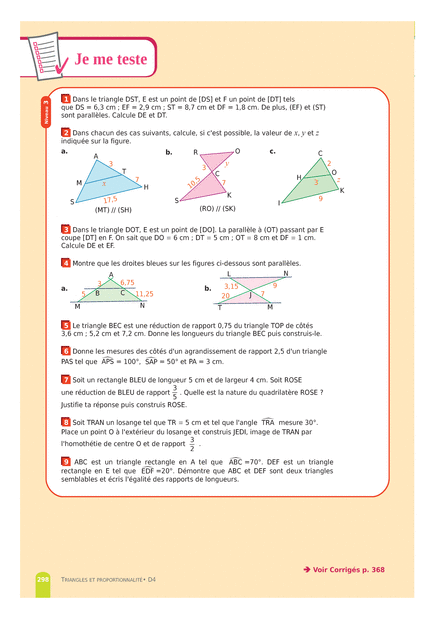 Je me teste
Niveau 3
1 Dans le triangle DST, E est un point de [DS] et F un point de [DT] tels
que DS = 6,3 cm ; EF = 2,9 cm ; ST = 8,7 cm et DF = 1,8 cm. De plus, (EF) et (ST)
sont parallèles. Calcule DE et DT.
2 Dans chacun des cas suivants, calcule, si c'est possible, la valeur de x, y et z
indiquée sur la figure.
a. b. c.
A
3
T
M x 7
H
S 17,5
(MT) // (SH)
R O
y
3
C
10,5 7
K
S
(RO) // (SK)
C
2
H O
3 z
K
I 9
3 Dans le triangle DOT, E est un point de [DO]. La parallèle à (OT) passant par E
coupe [DT] en F. On sait que DO = 6 cm ; DT = 5 cm ; OT = 8 cm et DF = 1 cm.
Calcule DE et EF.
4 Montre que les droites bleues sur les figures ci-dessous sont parallèles.
a. b.
A
3 6,75
5 B C 11,25
M N
L N
3,15 9
20 J 7
T M
5 Le triangle BEC est une réduction de rapport 0,75 du triangle TOP de côtés
3,6 cm ; 5,2 cm et 7,2 cm. Donne les longueurs du triangle BEC puis construis-le.
6 Donne les mesures des côtés d'un agrandissement de rapport 2,5 d'un triangle
PAS tel que APS = 100°, SAP = 50° et PA = 3 cm.
7 Soit un rectangle BLEU de longueur 5 cm et de largeur 4 cm. Soit ROSE
une réduction de BLEU de rapport 3/5 . Quelle est la nature du quadrilatère ROSE ?
Justifie ta réponse puis construis ROSE.
8 Soit TRAN un losange tel que TR = 5 cm et tel que l'angle TRA mesure 30°.
Place un point O à l'extérieur du losange et construis JEDI, image de TRAN par
l'homothétie de centre O et de rapport 3/2 .
9 ABC est un triangle rectangle en A tel que ABC =70°. DEF est un triangle
rectangle en E tel que EDF =20°. Démontre que ABC et DEF sont deux triangles
semblables et écris l'égalité des rapports de longueurs.
➔ Voir Corrigés p. 368
298 TRIANGLES ET PROPORTIONNALITÉ• D4